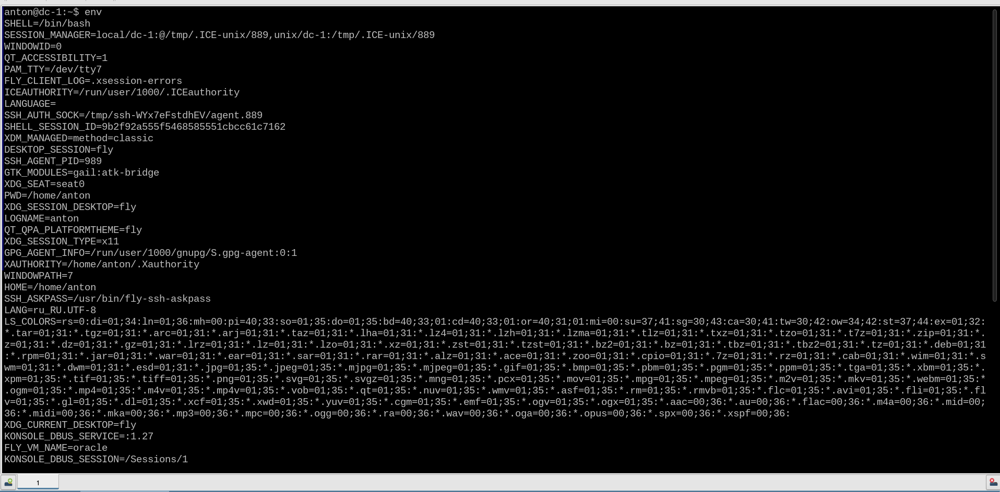 anton@dc-1:~$ env
SHELL=/bin/bash
SESSION_MANAGER=local/dc-1:@/tmp/.ICE-unix/889,unix/dc-1:/tmp/.ICE-unix/889
WINDOWID=0
QT_ACCESSIBILITY=1
PAM_TTY=/dev/tty7
FLY_CLIENT_LOG=.xsession-errors
ICEAUTHORITY=/run/user/1000/.ICEauthority
LANGUAGE=
SSH_AUTH_SOCK=/tmp/ssh-WYx7eFstdhEV/agent.889
SHELL_SESSION_ID=9b2f92a555f5468585551cbcc61c7162
XDM_MANAGED=method=classic
DESKTOP_SESSION=fly
SSH_AGENT_PID=989
GTK_MODULES=gail:atk-bridge
XDG_SEAT=seat0
PWD=/home/anton
XDG_SESSION_DESKTOP=fly
LOGNAME=anton
QT_QPA_PLATFORMTHEME=fly
XDG_SESSION_TYPE=x11
GPG_AGENT_INFO=/run/user/1000/gnupg/S.gpg-agent:0:1
XAUTHORITY=/home/anton/.Xauthority
WINDOWPATH=7
HOME=/home/anton
SSH_ASKPASS=/usr/bin/fly-ssh-askpass
LANG=ru_RU.UTF-8
LS_COLORS=rs=0:di=01;34:ln=01;36:mh=00:pi=40;33:so=01;35:do=01;35:bd=40;33;01:cd=40;33;01:or=40;31;01:mi=00:su=37;41:sg=30;43:ca=30;41:tw=30;42:ow=34;42:st=37;44:ex=01;32:
*.tar=01;31:*.tgz=01;31:*.arc=01;31:*.arj=01;31:*.taz=01;31:*.lha=01;31:*.lz4=01;31:*.lzh=01;31:*.lzma=01;31:*.tlz=01;31:*.txz=01;31:*.tzo=01;31:*.t7z=01;31:*.zip=01;31:*.
z=01;31:*.dz=01;31:*.gz=01;31:*.lrz=01;31:*.lz=01;31:*.lzo=01;31:*.xz=01;31:*.zst=01;31:*.tzst=01;31:*.bz2=01;31:*.bz=01;31:*.tbz=01;31:*.tbz2=01;31:*.tz=01;31:*.deb=01;31
:*.rpm=01;31:*.jar=01;31:*.war=01;31:*.ear=01;31:*.sar=01;31:*.rar=01;31:*.alz=01;31:*.ace=01;31:*.zoo=01;31:*.cpio=01;31:*.7z=01;31:*.rz=01;31:*.cab=01;31:*.wim=01;31:*.s
wm=01;31:*.dwm=01;31:*.esd=01;31:*.jpg=01;35:*.jpeg=01;35:*.mjpg=01;35:*.mjpeg=01;35:*.gif=01;35:*.bmp=01;35:*.pbm=01;35:*.pgm=01;35:*.ppm=01;35:*.tga=01;35:*.xbm=01;35:*.
xpm=01;35:*.tif=01;35:*.tiff=01;35:*.png=01;35:*.svg=01;35:*.svgz=01;35:*.mng=01;35:*.pcx=01;35:*.mov=01;35:*.mpg=01;35:*.mpeg=01;35:*.m2v=01;35:*.mkv=01;35:*.webm=01;35:*
.ogm=01;35:*.mp4=01;35:*.m4v=01;35:*.mp4v=01;35:*.vob=01;35:*.qt=01;35:*.nuv=01;35:*.wmv=01;35:*.asf=01;35:*.rm=01;35:*.rmvb=01;35:*.flc=01;35:*.avi=01;35:*.fli=01;35:*.fl
v=01;35:*.gl=01;35:*.dl=01;35:*.xcf=01;35:*.xwd=01;35:*.yuv=01;35:*.cgm=01;35:*.emf=01;35:*.ogv=01;35:*.ogx=01;35:*.aac=00;36:*.au=00;36:*.flac=00;36:*.m4a=00;36:*.mid=00;
36:*.midi=00;36:*.mka=00;36:*.mp3=00;36:*.mpc=00;36:*.ogg=00;36:*.ra=00;36:*.wav=00;36:*.oga=00;36:*.opus=00;36:*.spx=00;36:*.xspf=00;36:
XDG_CURRENT_DESKTOP=fly
KONSOLE_DBUS_SERVICE=:1.27
FLY_VM_NAME=oracle
KONSOLE_DBUS_SESSION=/Sessions/1
1